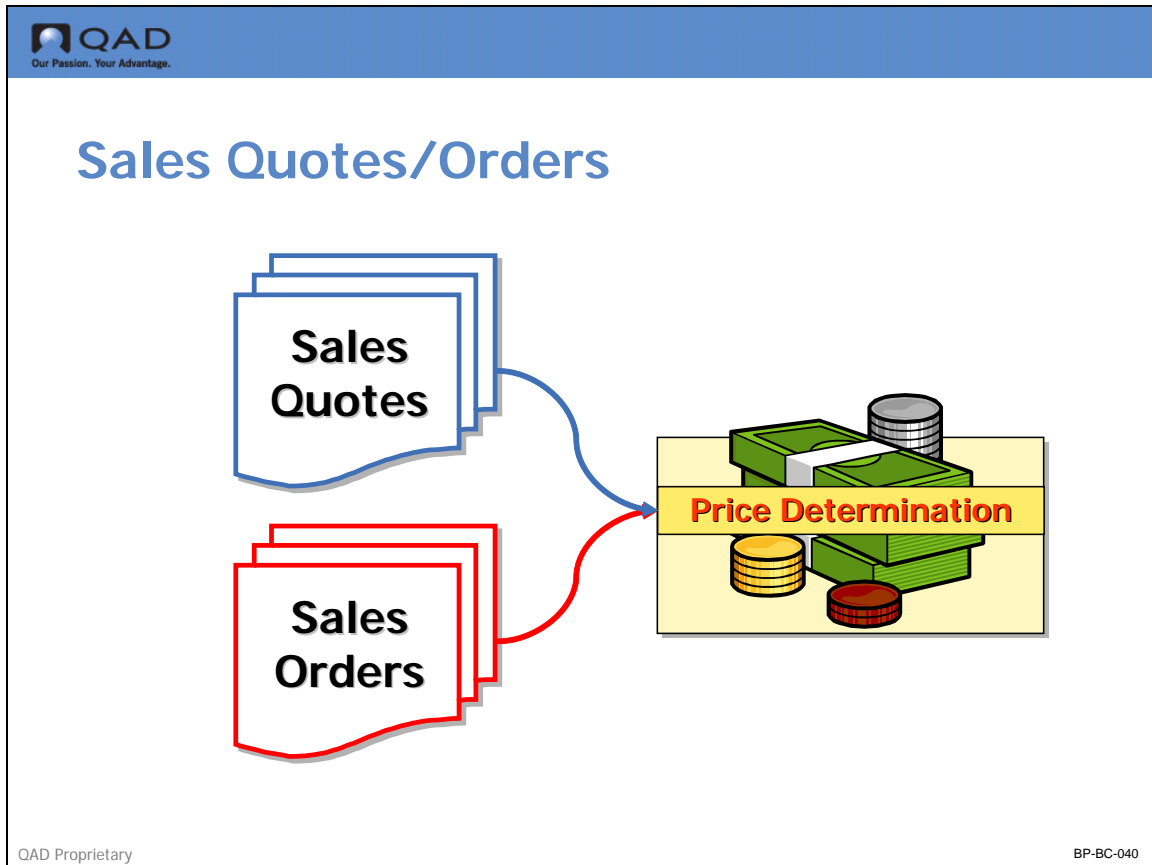 QAD
Our Passion. Your Advantage.
Sales Quotes/Orders
Sales
Quotes
Price Determination
Sales
Orders
QAD Proprietary
BP-BC-040